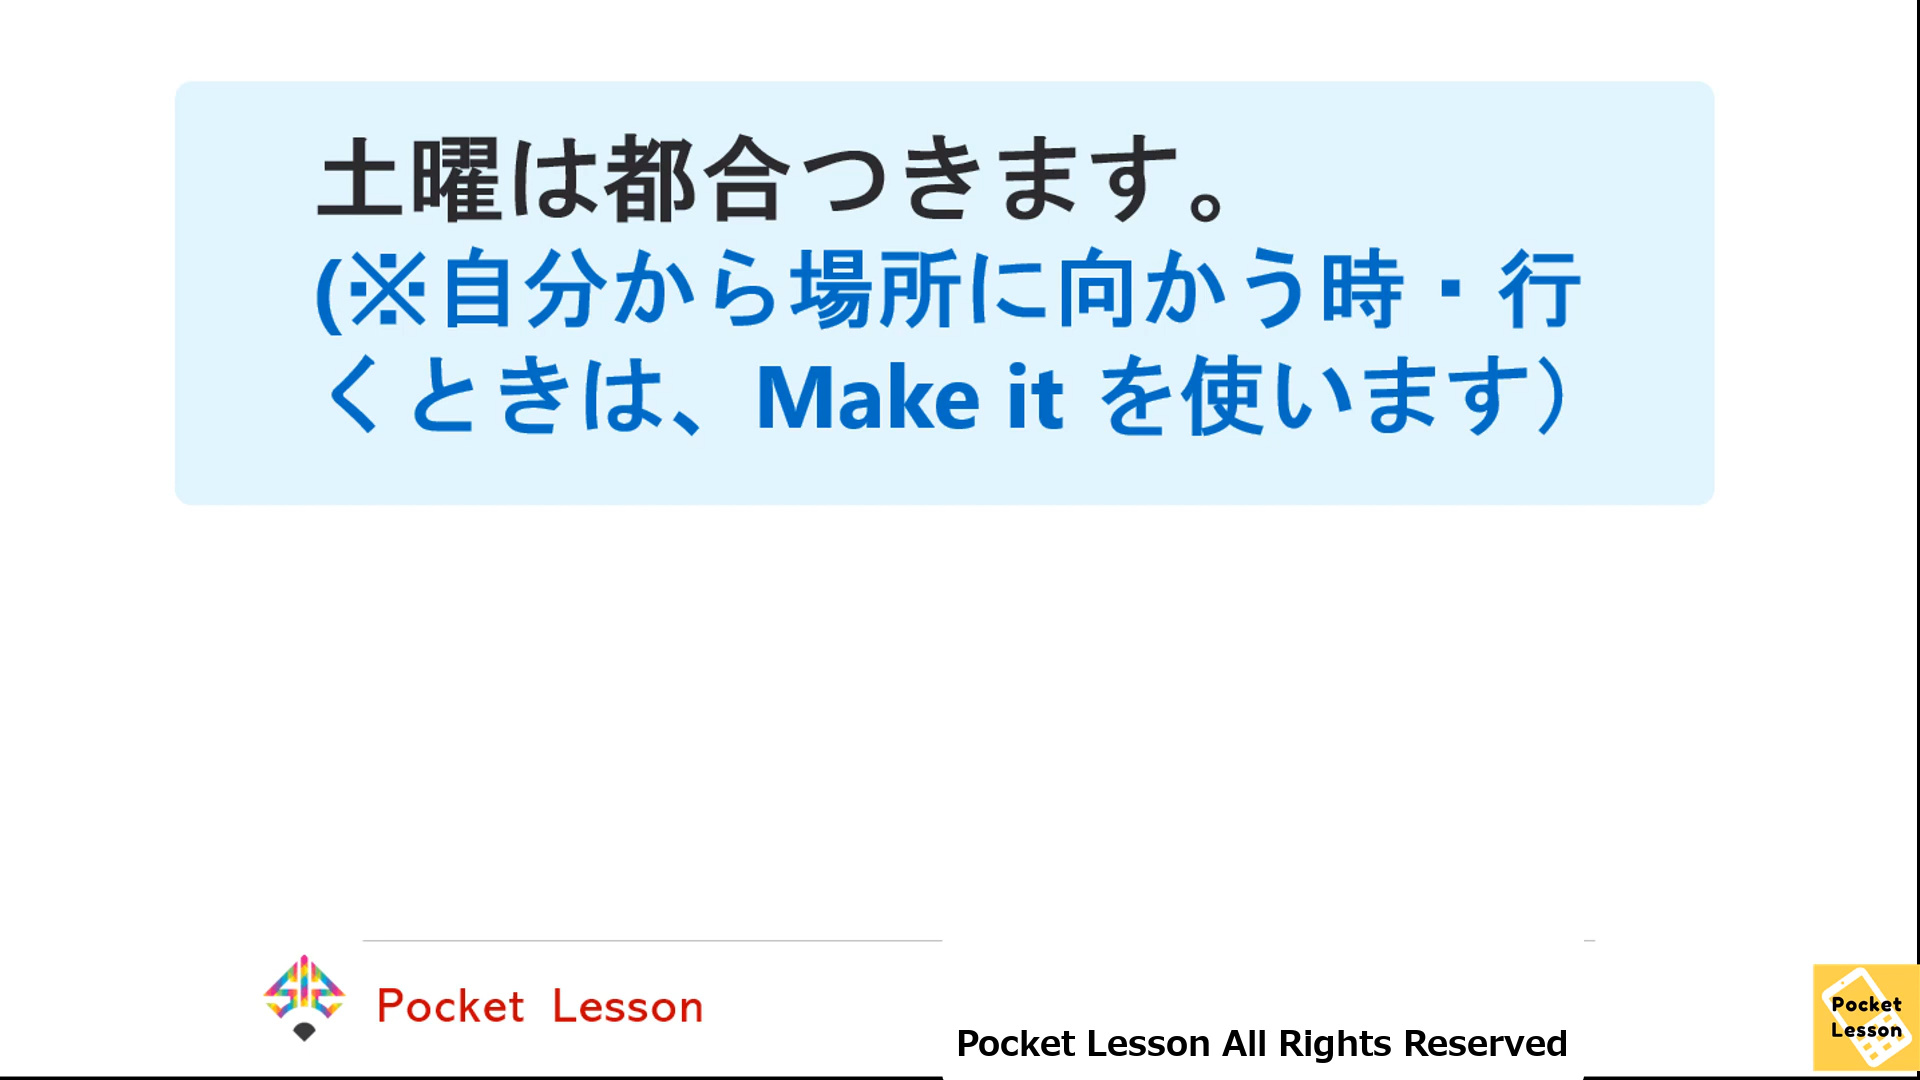 土曜は都合つきます。
(※自分から場所に向かう時・行
くときは、Make it を使います）
Pocket Lesson
Pocket Lesson All Rights Reserved
Pocket
Lesson